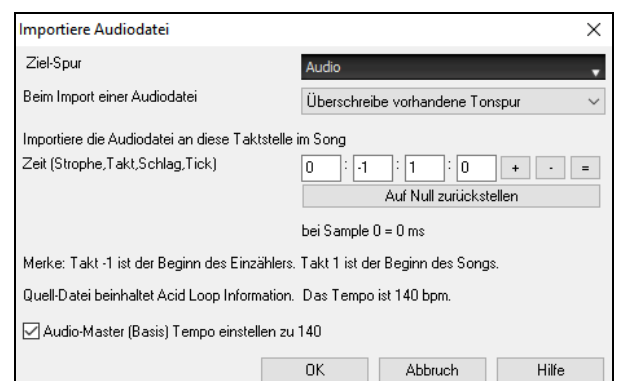 Importiere Audiodatei
Ziel-Spur
Audio
Beim Import einer Audiodatei
Überschreibe vorhandene Tonspur
Importiere die Audiodatei an diese Taktstelle im Song
Zeit (Strophe,Takt,Schlag,Tick)
0 : -1 : 1 : 0 + - =
Auf Null zurückstellen
bei Sample 0 = 0 ms
Merke: Takt -1 ist der Beginn des Einzählers. Takt 1 ist der Beginn des Songs.
Quell-Datei beinhaltet Acid Loop Information. Das Tempo ist 140 bpm.
Audio-Master (Basis) Tempo einstellen zu 140
OK Abbruch Hilfe